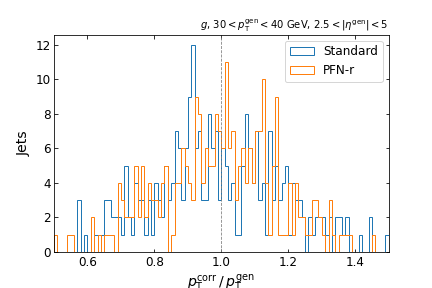 g, 30 < p_T^gen < 40 GeV, 2.5 < |η^gen| < 5
Standard
PFN-r
Jets
12
10
8
6
4
2
0
0.6 0.8 1.0 1.2 1.4
p_T^corr / p_T^gen